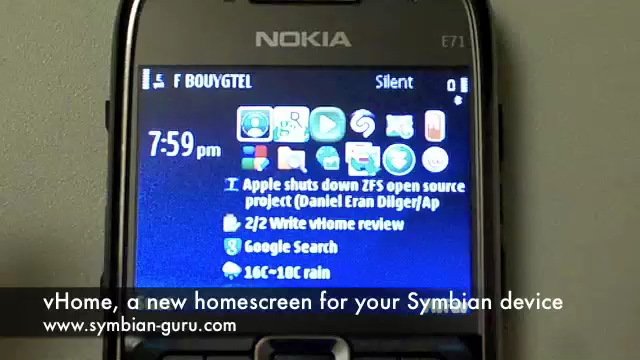 NOKIA
E71
F BOUYGTEL
Silent
7:59 pm
Apple shuts down ZFS open source
project (Daniel Eran Dilger/Ap
2/2 Write vHome review
Google Search
16C~18C rain
vHome, a new homescreen for your Symbian device
www.symbian-guru.com